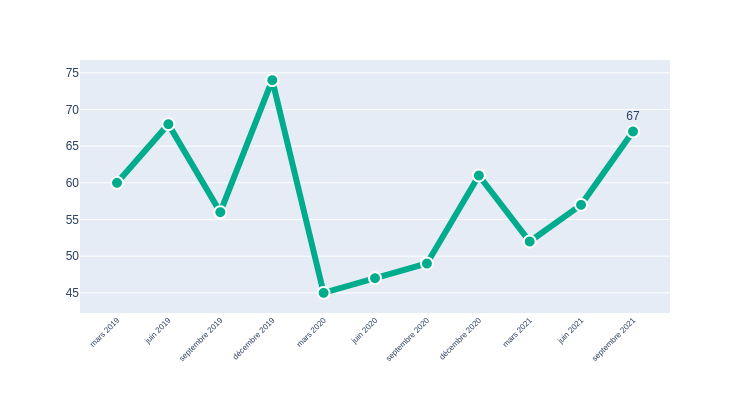 75
70
65
60
55
50
45
67
mars 2019
juin 2019
septembre 2019
décembre 2019
mars 2020
juin 2020
septembre 2020
décembre 2020
mars 2021
juin 2021
septembre 2021